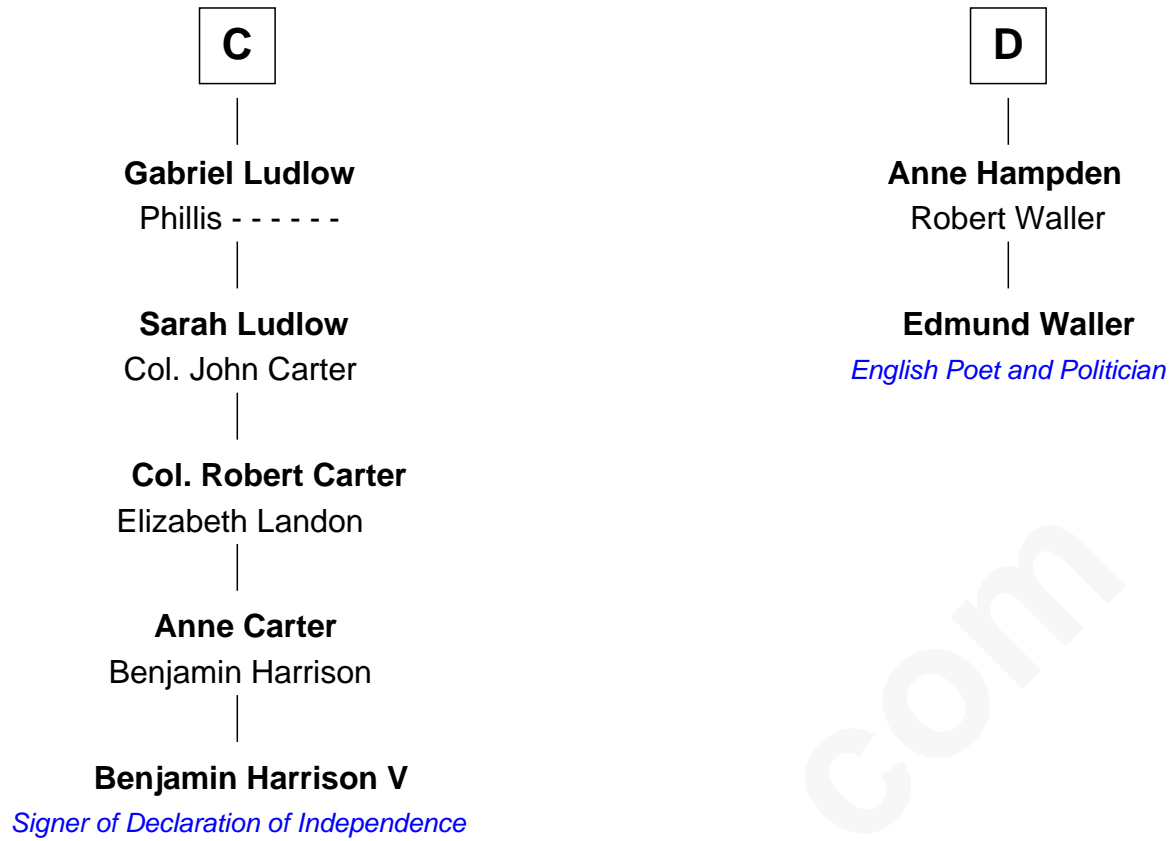 C
Gabriel Ludlow
Phillis - - - - - -
Sarah Ludlow
Col. John Carter
Col. Robert Carter
Elizabeth Landon
Anne Carter
Benjamin Harrison
Benjamin Harrison V
Signer of Declaration of Independence
D
Anne Hampden
Robert Waller
Edmund Waller
English Poet and Politician
com